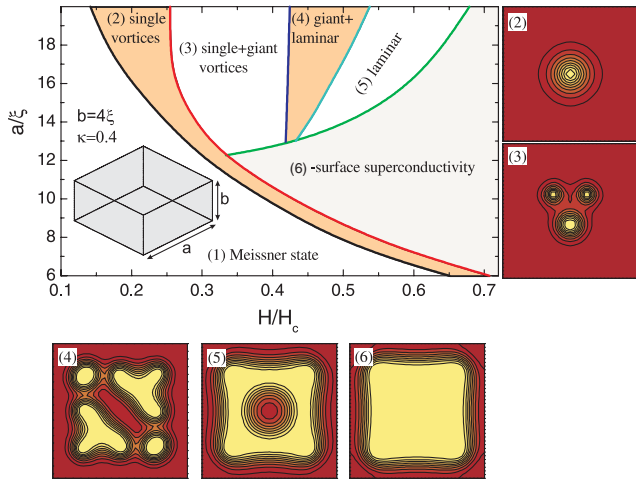 (2) single
vortices
(3) single+giant
vortices
(4) giant+
laminar
(5) laminar
(6) -surface superconductivity
(1) Meissner state
b=4ξ
κ=0.4
b
a
a/ξ
20
18
16
14
12
10
8
6
0.1 0.2 0.3 0.4 0.5 0.6 0.7
H/Hc
(2)
(3)
(4)
(5)
(6)